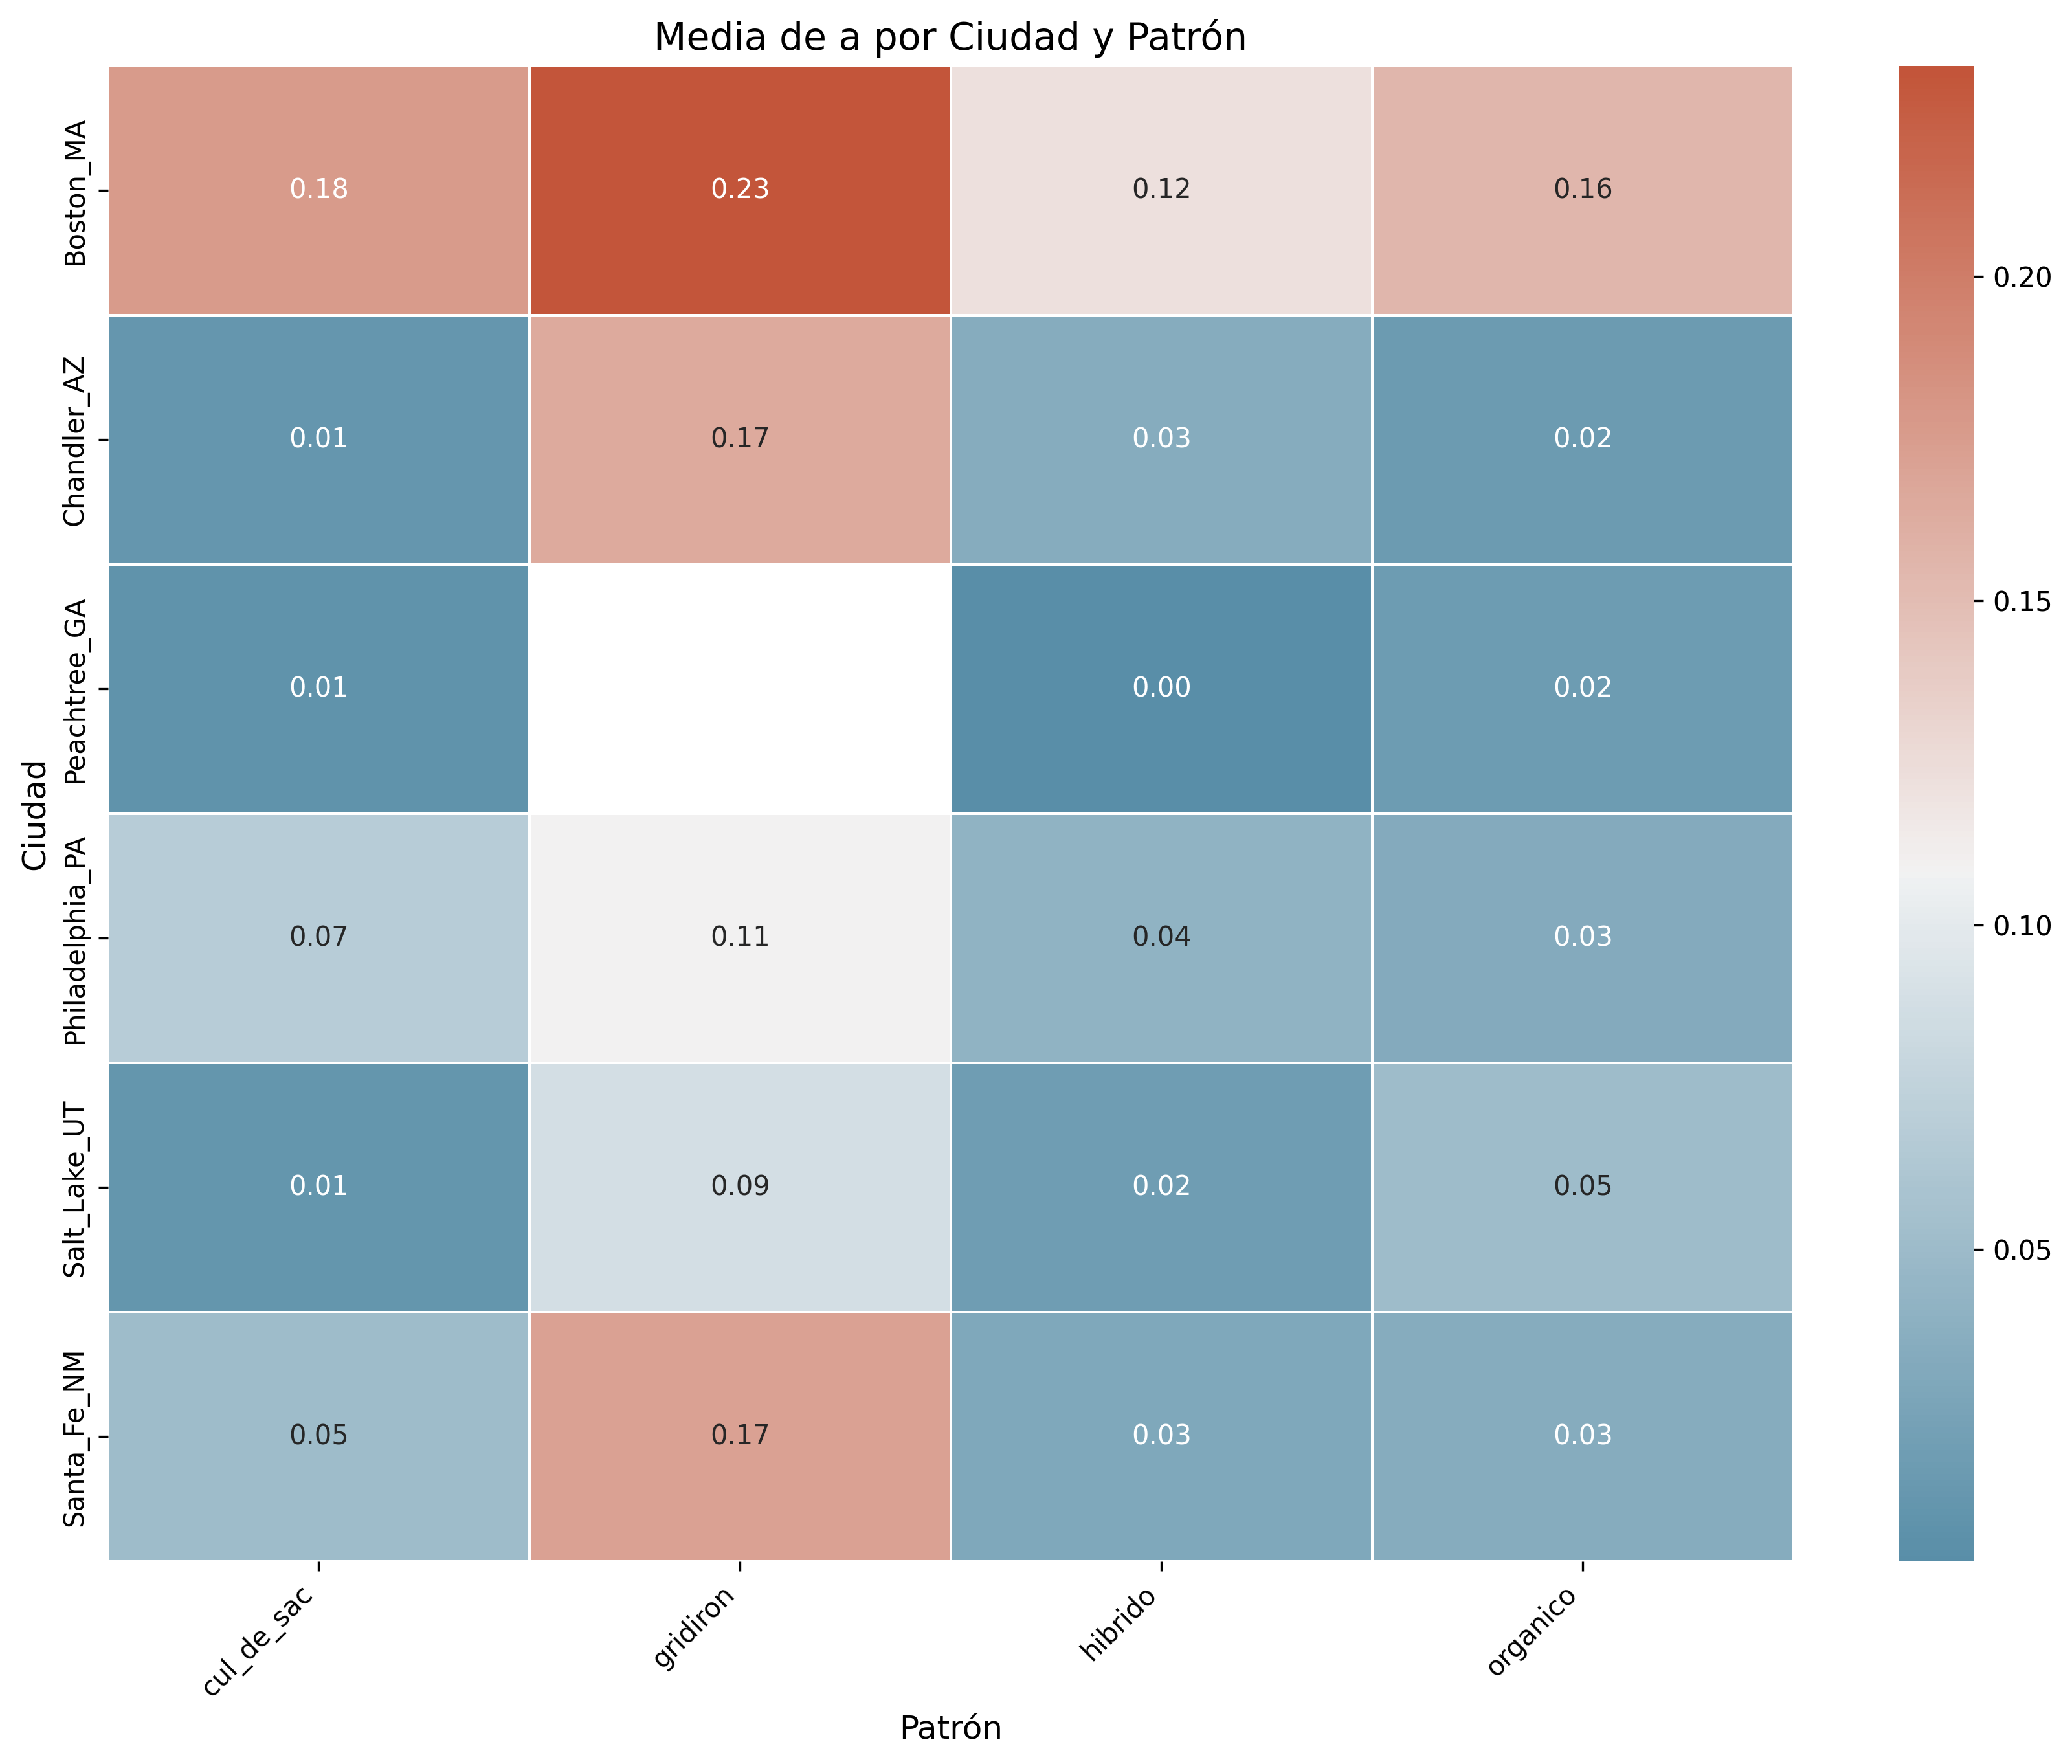 Media de a por Ciudad y Patrón
Ciudad
Boston_MA
0.18 0.23 0.12 0.16
Chandler_AZ
0.01 0.17 0.03 0.02
Peachtree_GA
0.01 0.00 0.02
Philadelphia_PA
0.07 0.11 0.04 0.03
Salt_Lake_UT
0.01 0.09 0.02 0.05
Santa_Fe_NM
0.05 0.17 0.03 0.03
cul_de_sac
gridiron
hibrido
organico
Patrón
0.20
0.15
0.10
0.05